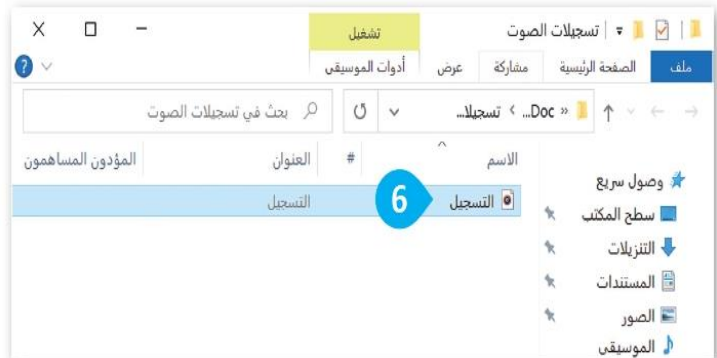 تسجيلات الصوت
تشغيل
ملف الصفحة الرئيسية مشاركة عرض أدوات الموسيقى
Doc... › تسجيلا... «
بحث في تسجيلات الصوت
الاسم # العنوان المؤدون المساهمون
6 التسجيل التسجيل
وصول سريع
سطح المكتب
التنزيلات
المستندات
الصور
الموسيقى